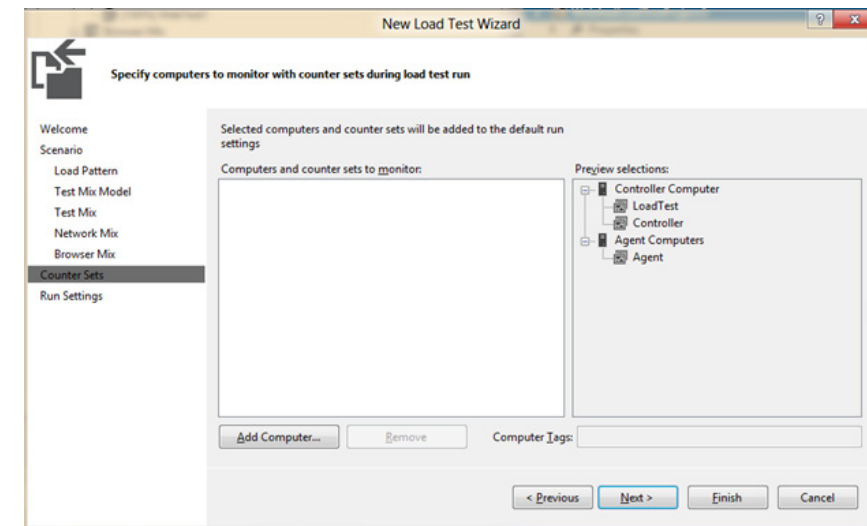 New Load Test Wizard
Specify computers to monitor with counter sets during load test run
Welcome
Scenario
Load Pattern
Test Mix Model
Test Mix
Network Mix
Browser Mix
Counter Sets
Run Settings
Selected computers and counter sets will be added to the default run
settings
Computers and counter sets to monitor:
Preview selections:
Controller Computer
LoadTest
Controller
Agent Computers
Agent
Add Computer...
Remove
Computer Tags:
< Previous
Next >
Finish
Cancel